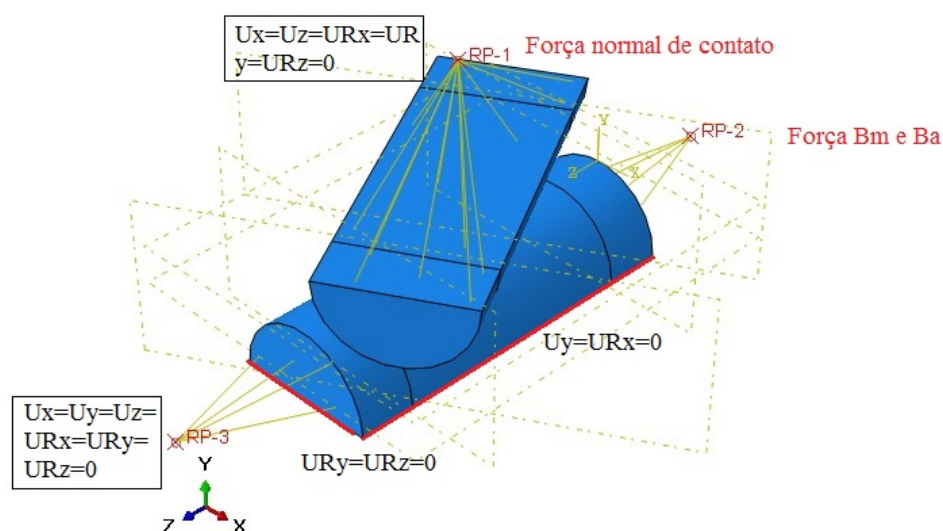 Ux=Uz=URx=UR
y=URz=0
RP-1
Força normal de contato
RP-2
Força Bm e Ba
Y
Z
X
Uy=URx=0
Ux=Uy=Uz=
URx=URy=
URz=0
RP-3
URy=URz=0
Y
Z
X